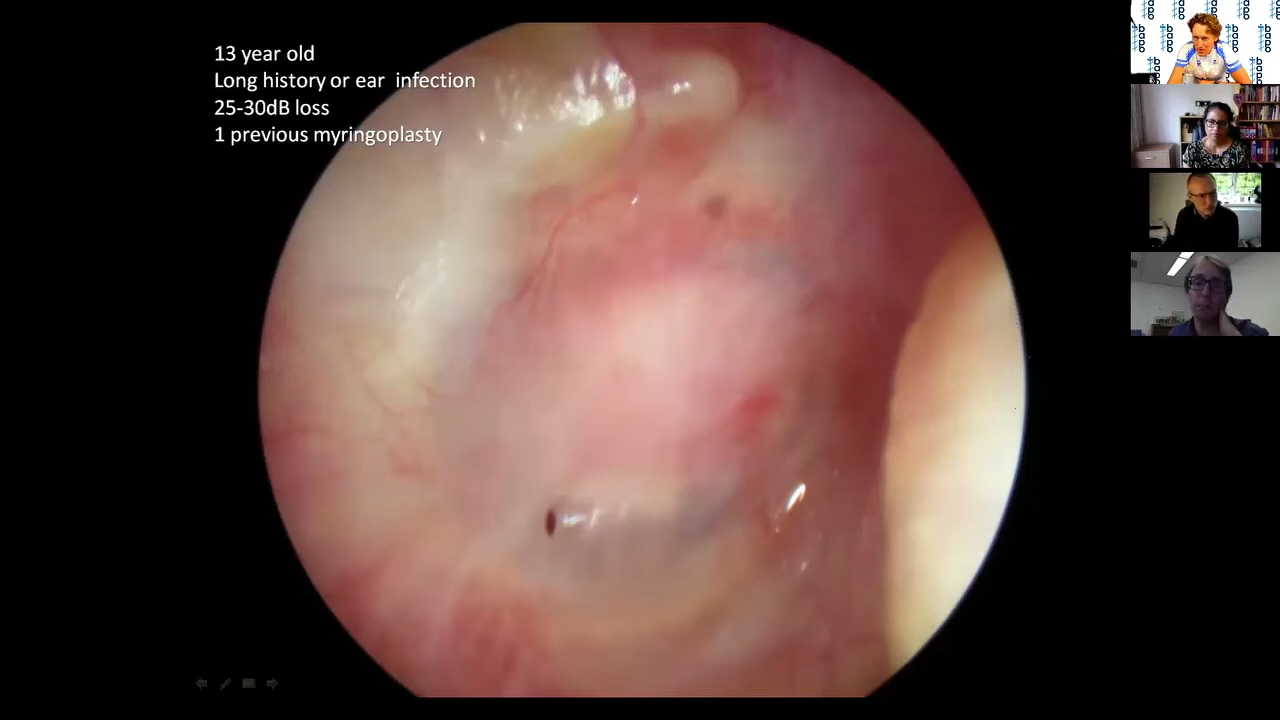 13 year old
Long history or ear  infection
25-30dB loss
1 previous myringoplasty